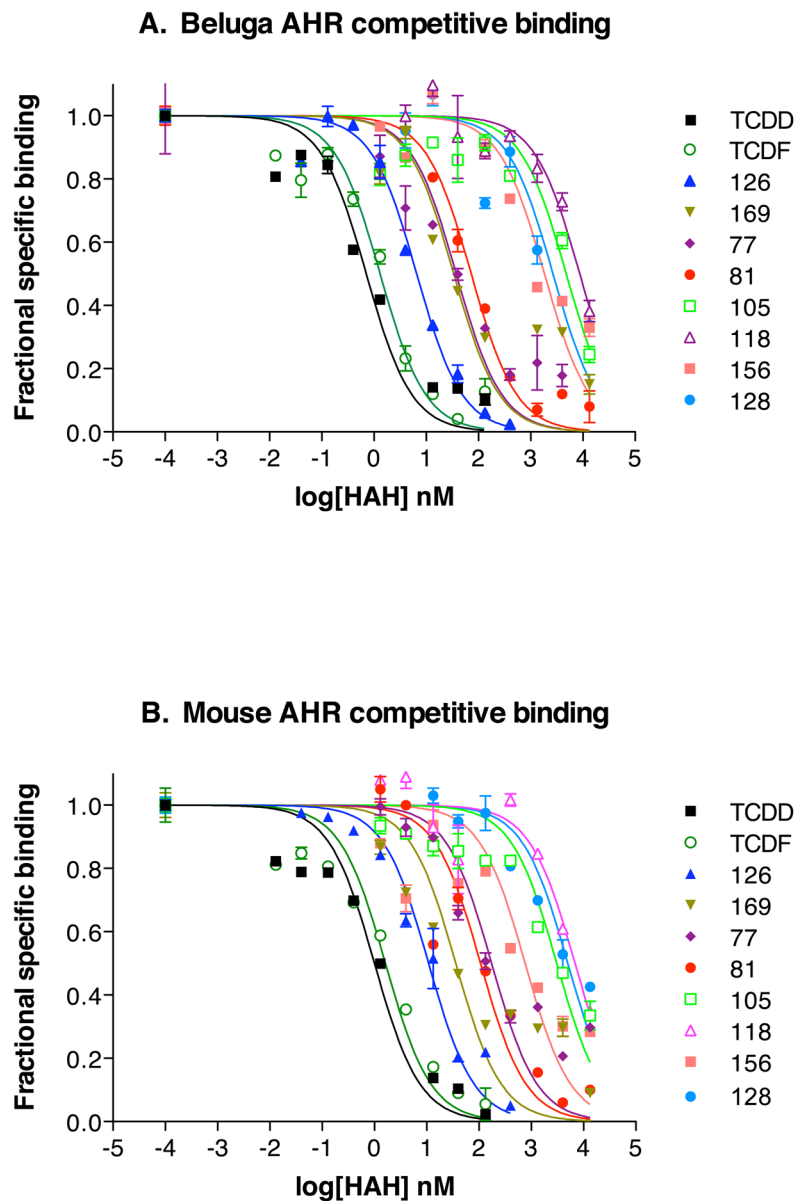 A. Beluga AHR competitive binding
Fractional specific binding
1.0
0.8
0.6
0.4
0.2
0.0
-5 -4 -3 -2 -1 0 1 2 3 4 5
log[HAH] nM
TCDD
TCDF
126
169
77
81
105
118
156
128
B. Mouse AHR competitive binding
Fractional specific binding
1.0
0.8
0.6
0.4
0.2
0.0
-5 -4 -3 -2 -1 0 1 2 3 4 5
log[HAH] nM
TCDD
TCDF
126
169
77
81
105
118
156
128